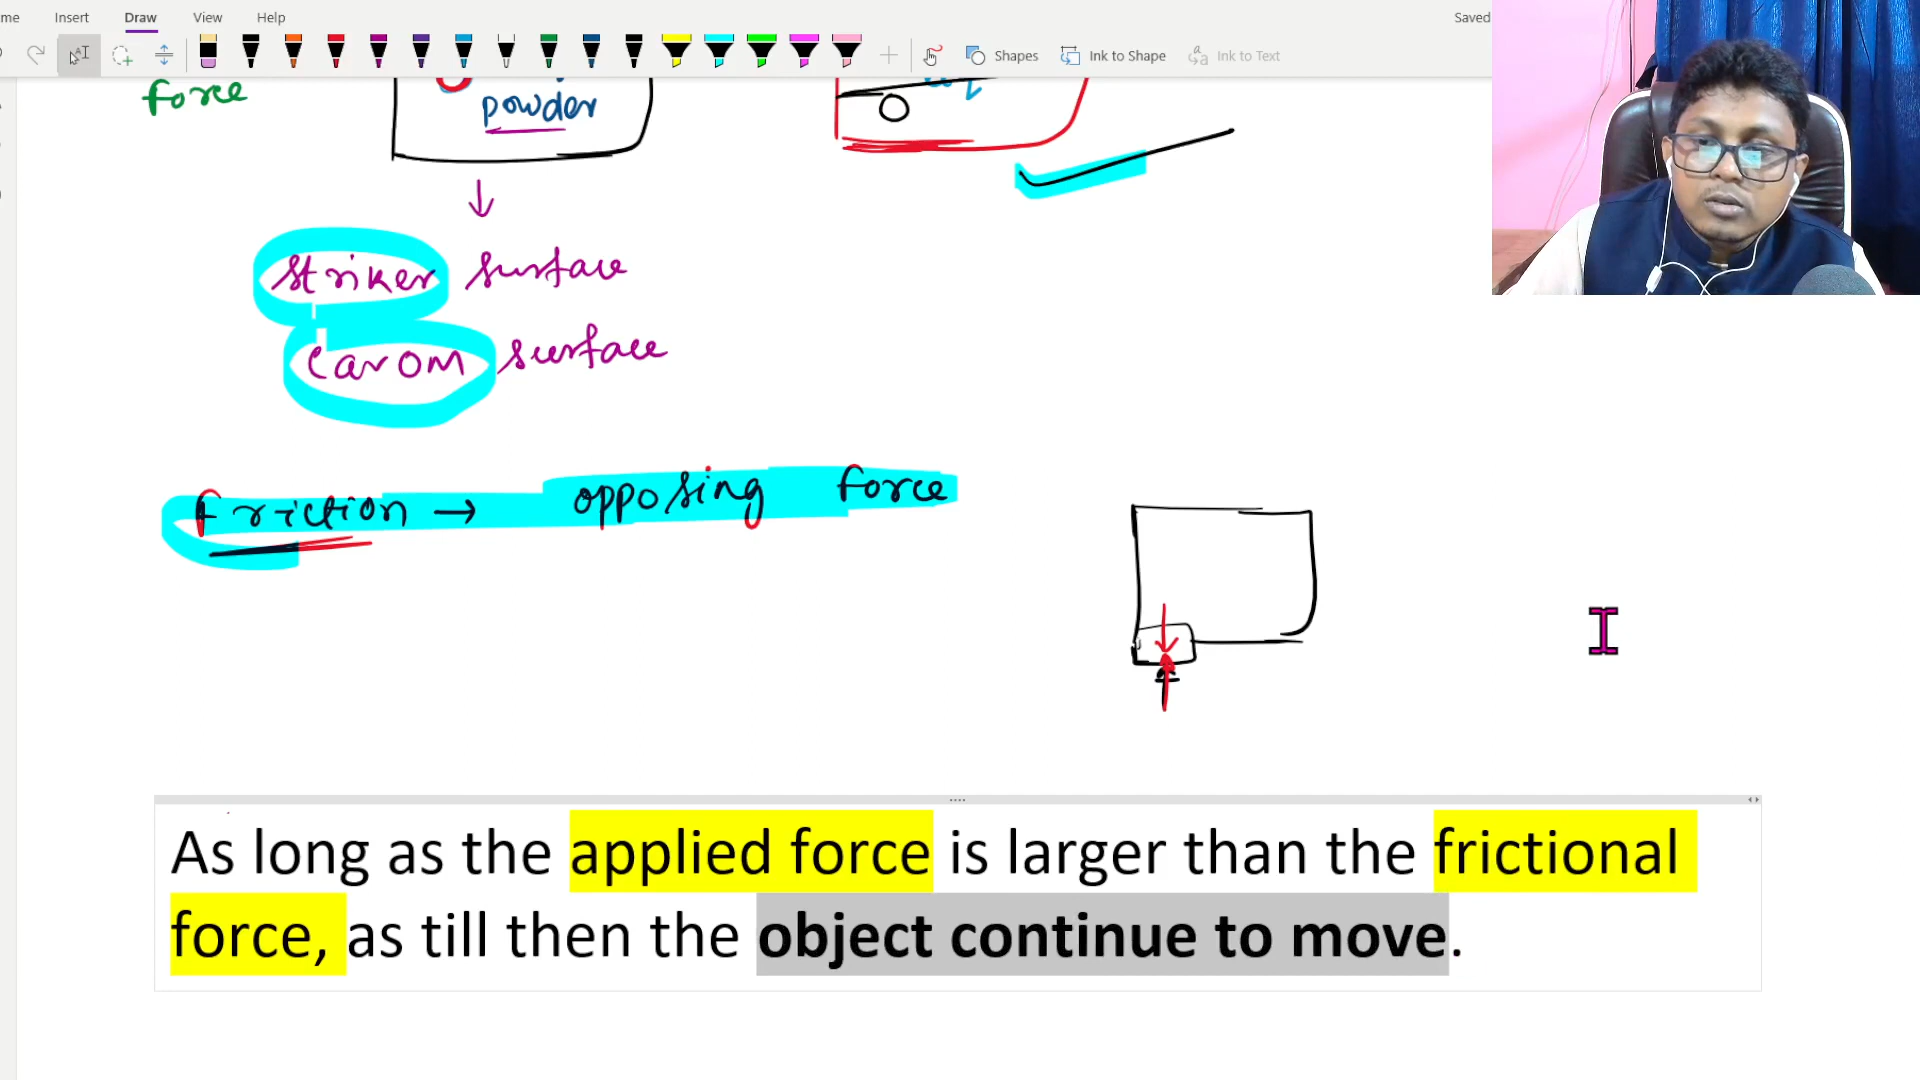 me Insert Draw View Help Saved
Shapes Ink to Shape Ink to Text
force
powder
striker surface
Carom surface
friction → opposing force
As long as the applied force is larger than the frictional
force, as till then the object continue to move.